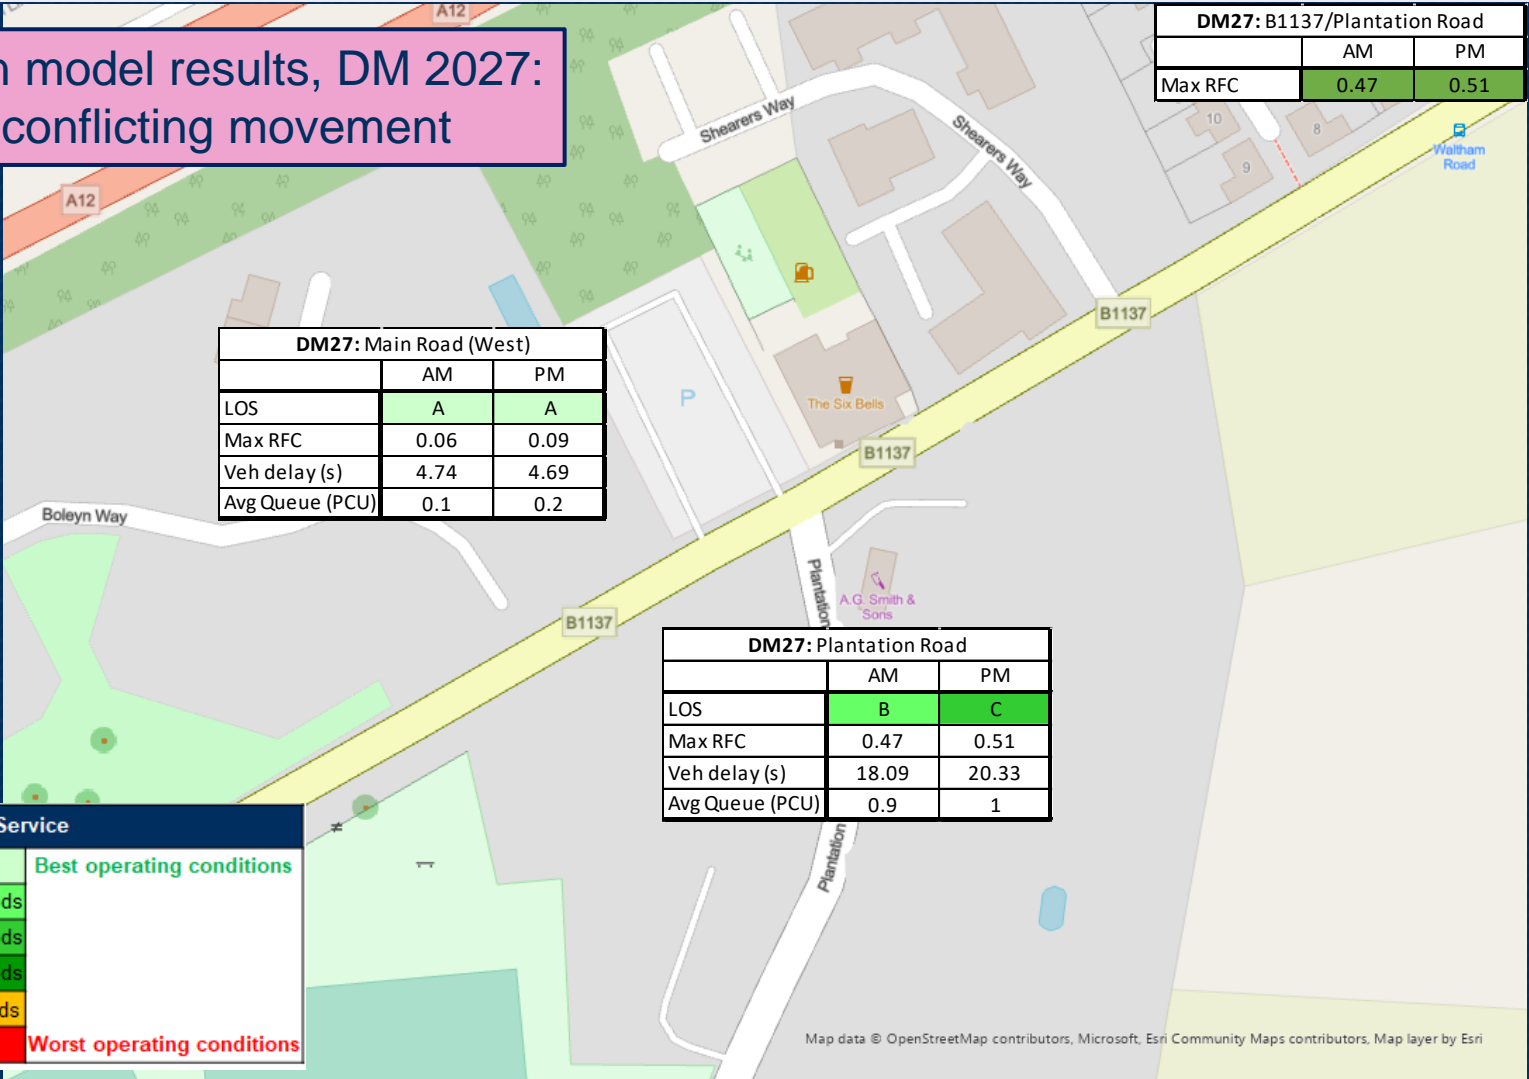 A12
model results, DM 2027:
conflicting movement
DM27: B1137/Plantation Road
AM PM
Max RFC 0.47 0.51
A12
Shearers Way
Shearers Way
10
8
9
Waltham
Road
B1137
DM27: Main Road (West)
AM PM
LOS A A
Max RFC 0.06 0.09
Veh delay (s) 4.74 4.69
Avg Queue (PCU) 0.1 0.2
P
The Six Bells
B1137
Boleyn Way
Plantation
A.G. Smith &
Sons
B1137
DM27: Plantation Road
AM PM
LOS B C
Max RFC 0.47 0.51
Veh delay (s) 18.09 20.33
Avg Queue (PCU) 0.9 1
Plantation
Service
Best operating conditions
ds
ds
ds
ds
Worst operating conditions
Map data © OpenStreetMap contributors, Microsoft, Esri Community Maps contributors, Map layer by Esri